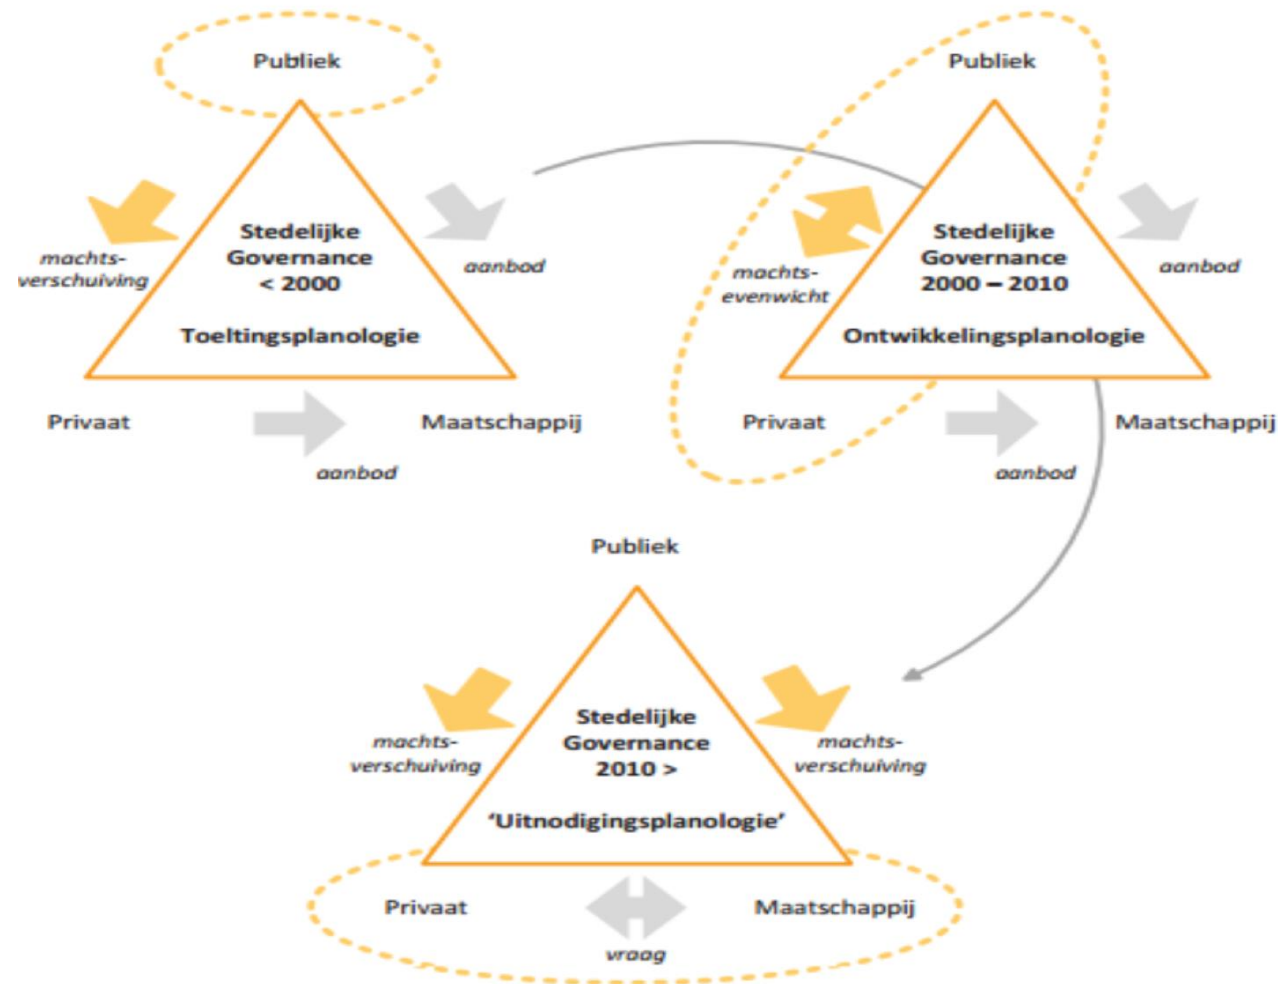 Publiek
machts-
verschuiving
Stedelijke
Governance
< 2000
Toeltingsplanologie
aanbod
Privaat
Maatschappij
aanbod
Publiek
machts-
evenwicht
Stedelijke
Governance
2000 – 2010
Ontwikkelingsplanologie
aanbod
Privaat
Maatschappij
aanbod
Publiek
machts-
verschuiving
Stedelijke
Governance
2010 >
‘Uitnodigingsplanologie’
machts-
verschuiving
Privaat
Maatschappij
vraag